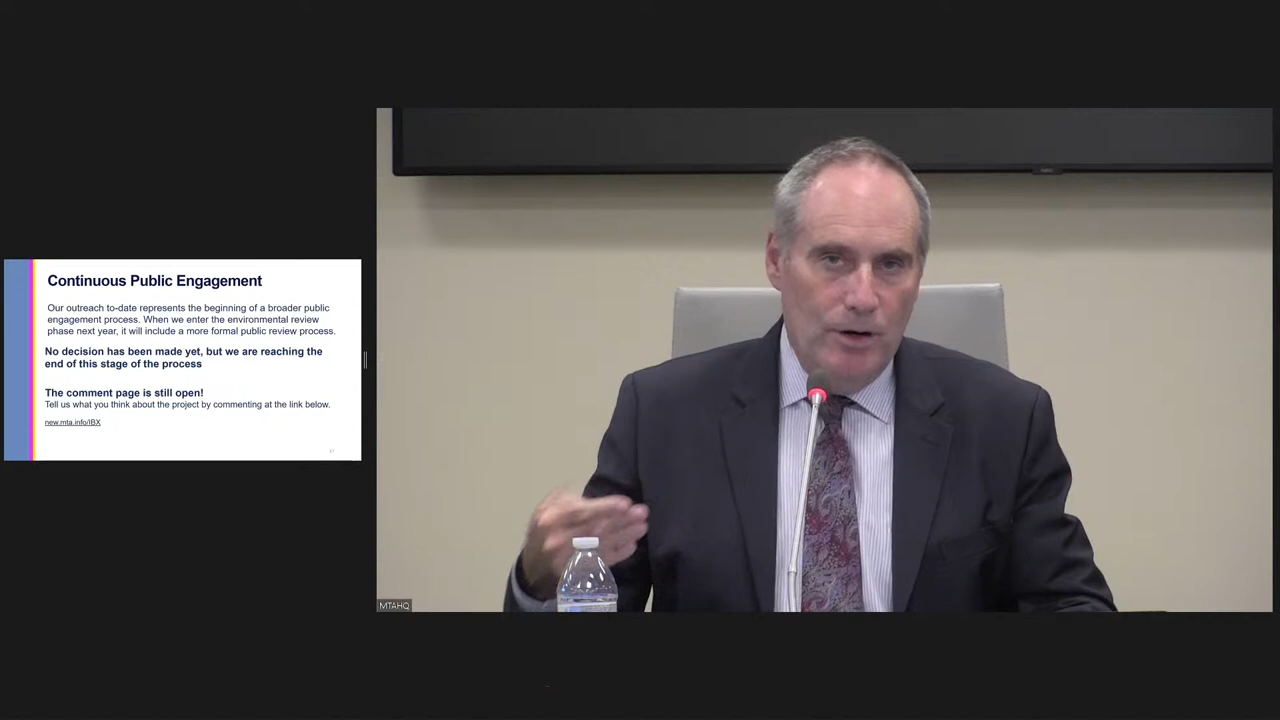 Continuous Public Engagement
Our outreach to-date represents the beginning of a broader public
engagement process. When we enter the environmental review
phase next year, it will include a more formal public review process.
No decision has been made yet, but we are reaching the
end of this stage of the process
The comment page is still open!
Tell us what you think about the project by commenting at the link below.
new.mta.info/IBX
MTAHQ